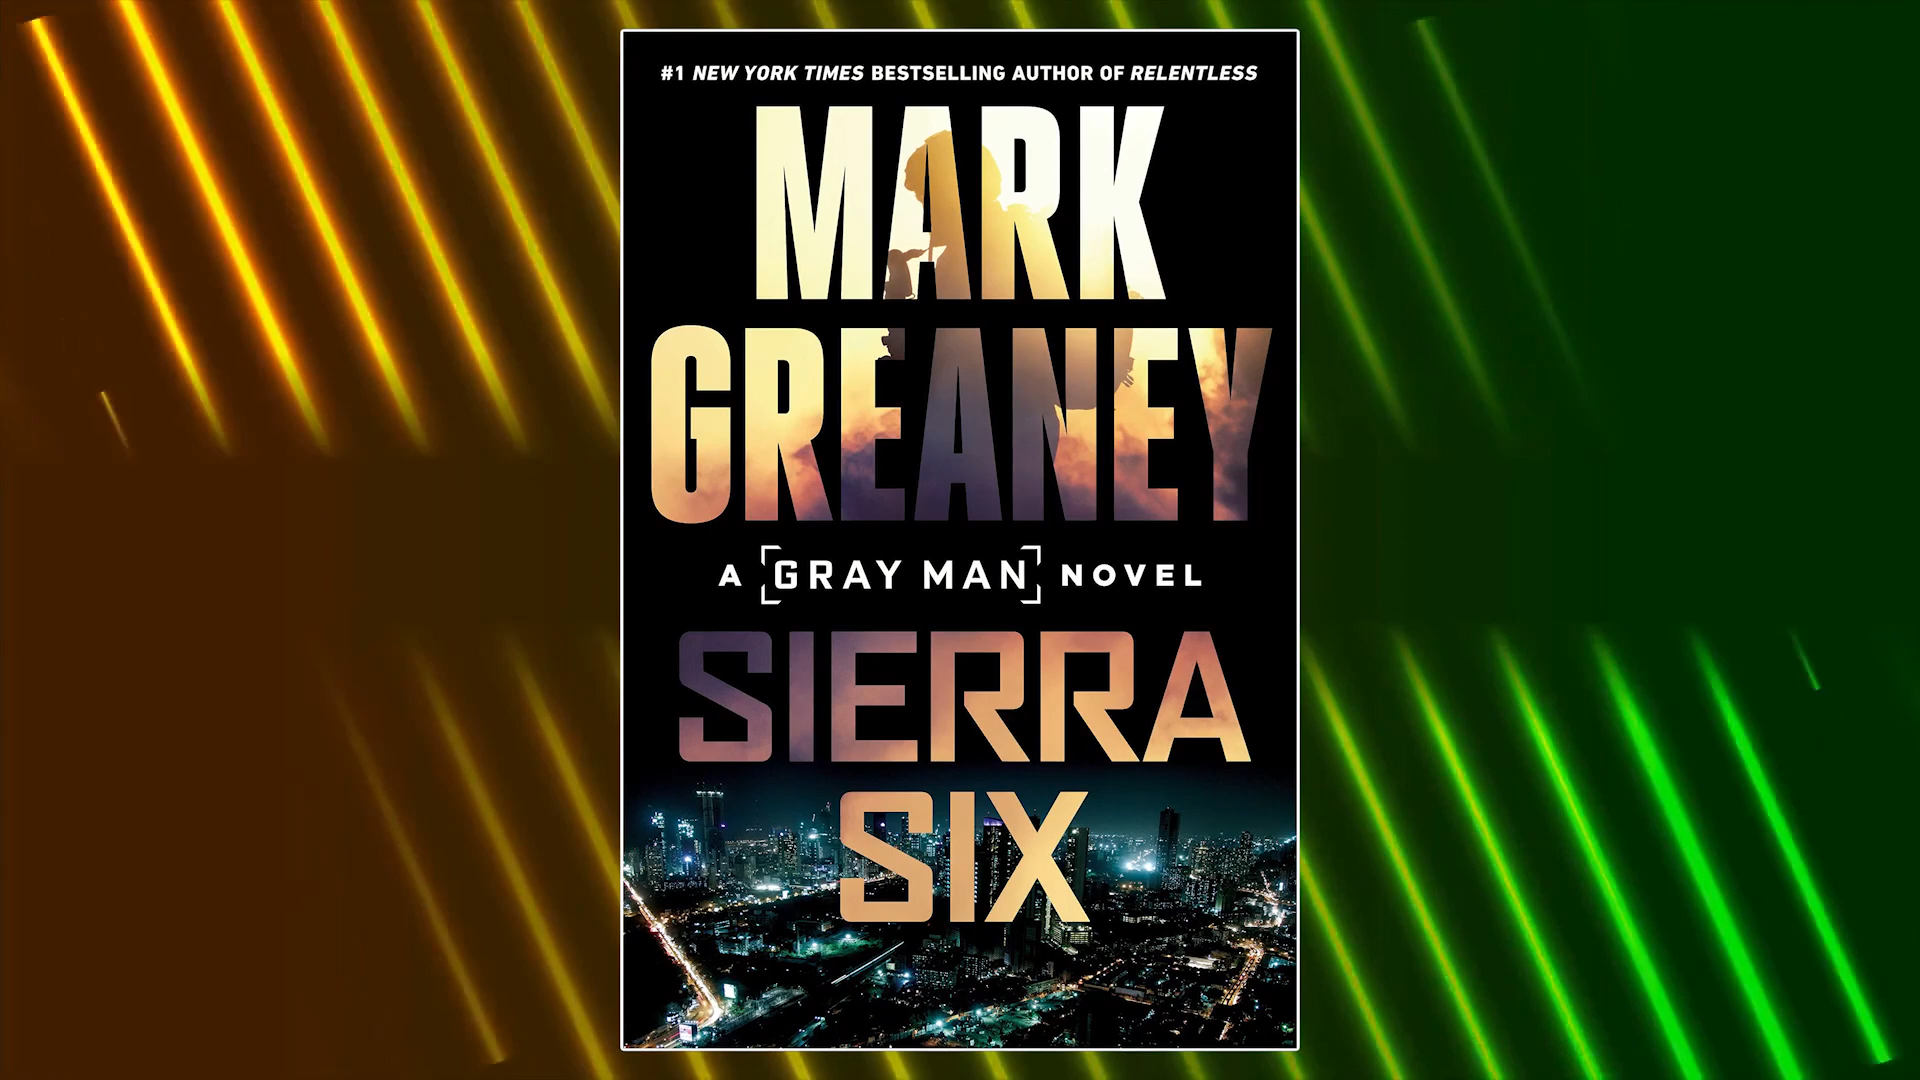 #1 NEW YORK TIMES BESTSELLING AUTHOR OF RELENTLESS
MARK
GREANEY
A [GRAY MAN] NOVEL
SIERRA
SIX